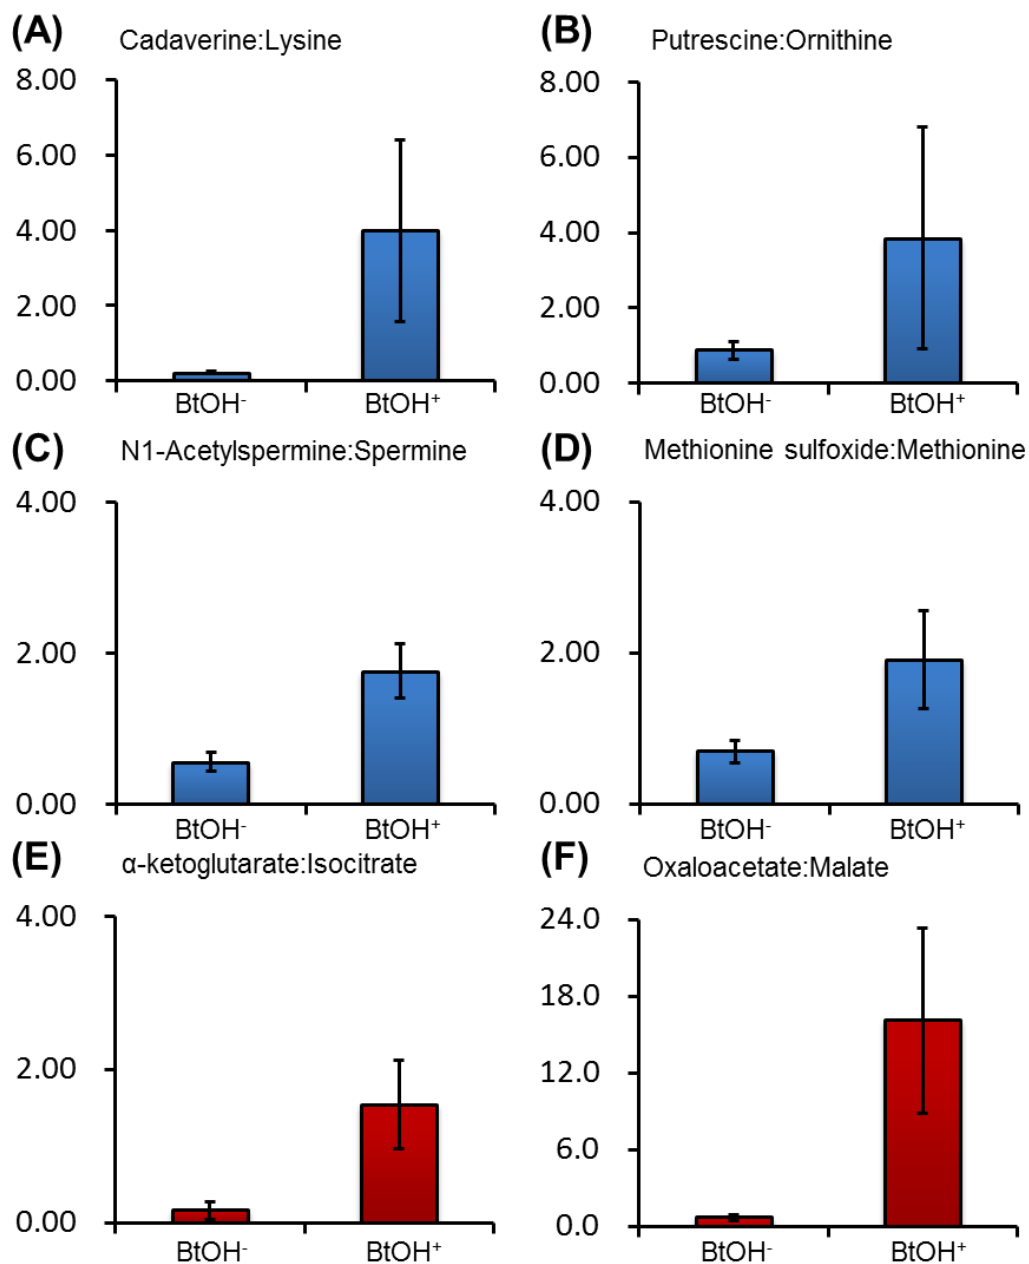 (A) Cadaverine:Lysine
8.00
6.00
4.00
2.00
0.00
BtOH⁻ BtOH⁺
(B) Putrescine:Ornithine
8.00
6.00
4.00
2.00
0.00
BtOH⁻ BtOH⁺
(C) N1-Acetylspermine:Spermine
4.00
2.00
0.00
BtOH⁻ BtOH⁺
(D) Methionine sulfoxide:Methionine
4.00
2.00
0.00
BtOH⁻ BtOH⁺
(E) α-ketoglutarate:Isocitrate
4.00
2.00
0.00
BtOH⁻ BtOH⁺
(F) Oxaloacetate:Malate
24.0
18.0
12.0
6.0
0.0
BtOH⁻ BtOH⁺